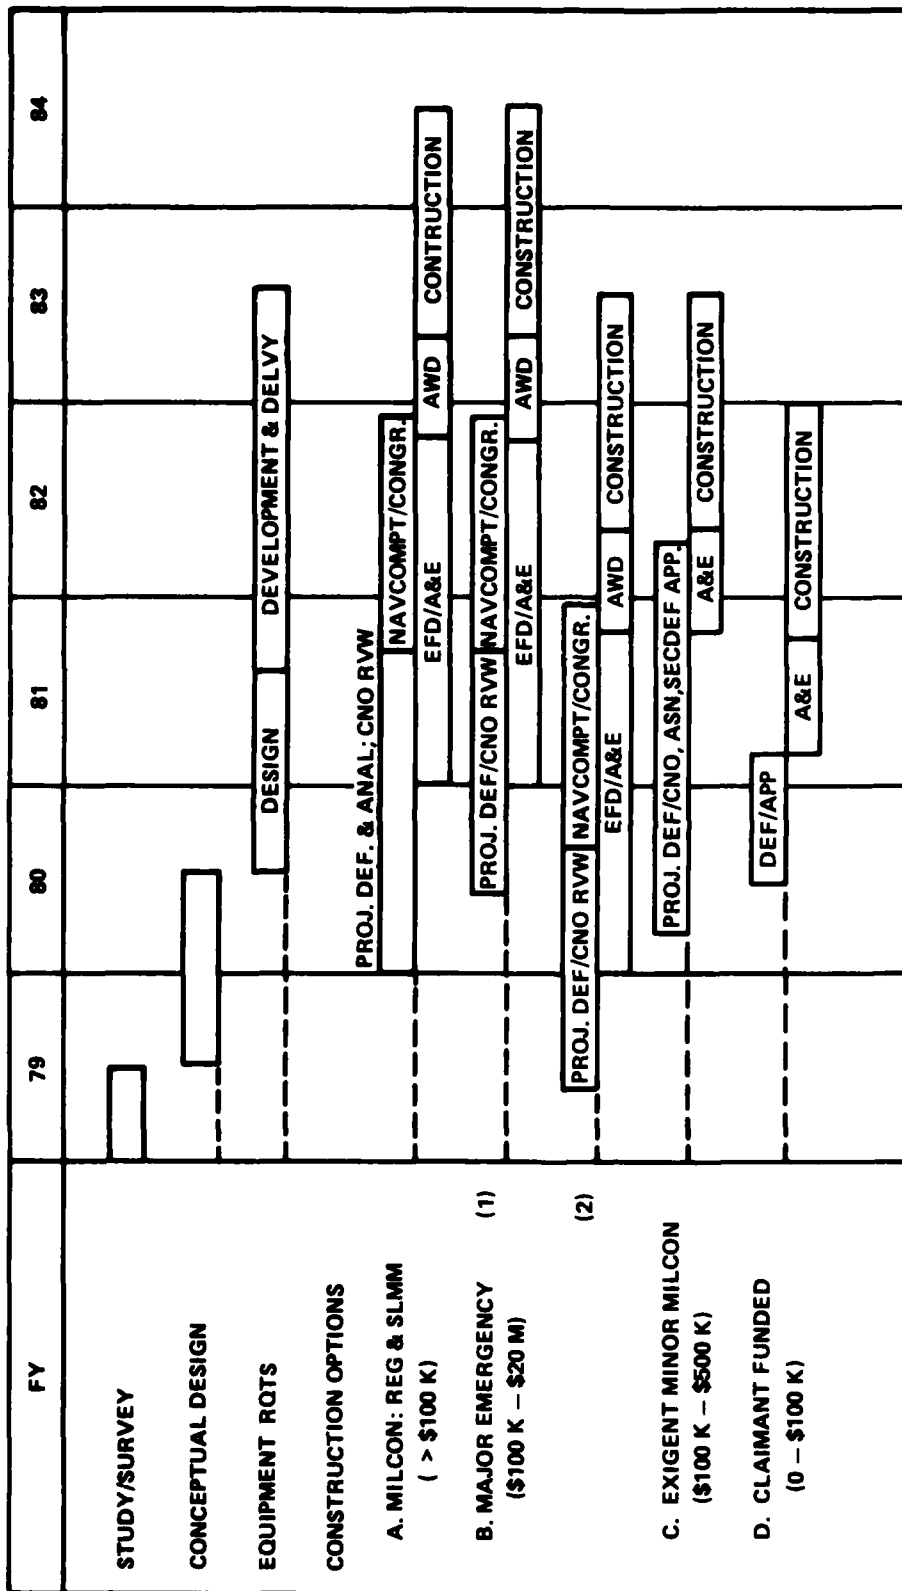 FY 79 80 81 82 83 84
STUDY/SURVEY
CONCEPTUAL DESIGN
EQUIPMENT RQTS
DESIGN DEVELOPMENT & DELVY
CONSTRUCTION OPTIONS
PROJ. DEF. & ANAL; CNO RVW
A. MILCON: REG & SLMM
( > $100 K)
NAVCOMPT/CONGR.
EFD/A&E AWD CONTRUCTION
B. MAJOR EMERGENCY (1)
($100 K – $20 M)
PROJ. DEF/CNO RVW NAVCOMPT/CONGR.
EFD/A&E AWD CONSTRUCTION
(2)
PROJ. DEF/CNO RVW NAVCOMPT/CONGR.
EFD/A&E AWD CONSTRUCTION
C. EXIGENT MINOR MILCON
($100 K – $500 K)
PROJ. DEF/CNO, ASN,SECDEF APP.
A&E CONSTRUCTION
D. CLAIMANT FUNDED
(0 – $100 K)
DEF/APP
A&E CONSTRUCTION